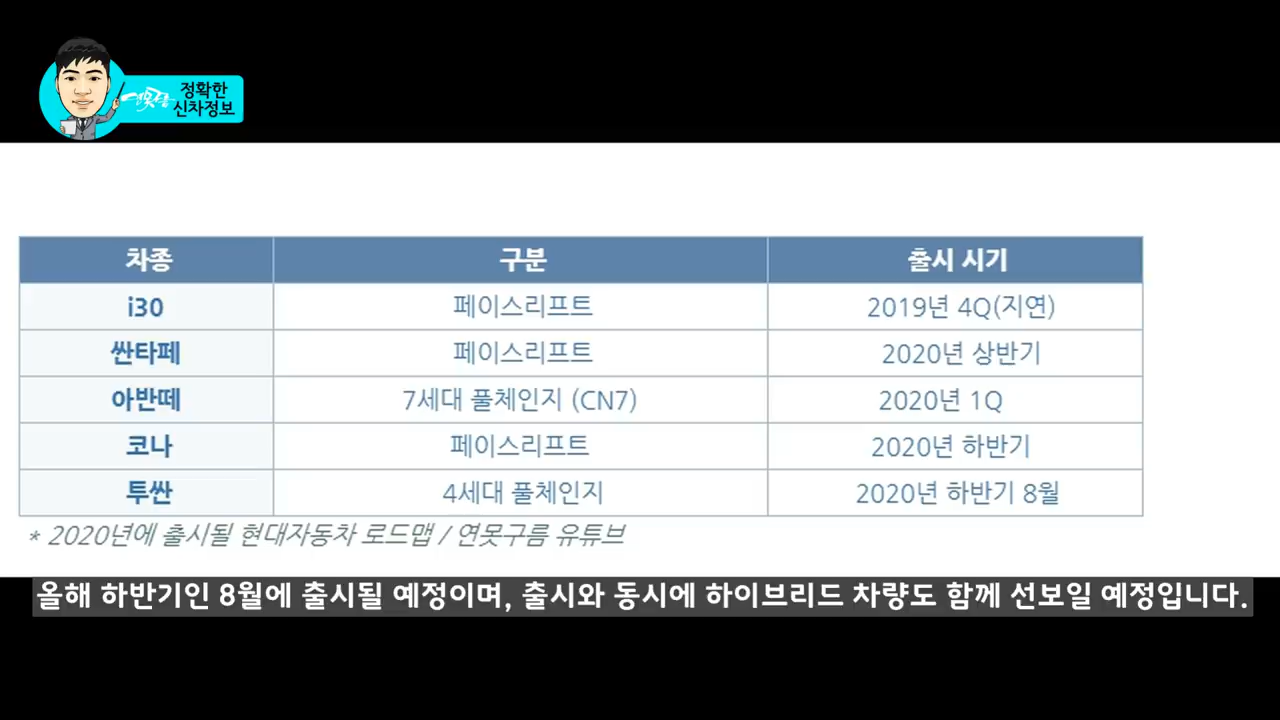 정확한
연못구름 신차정보
차종 구분 출시 시기
i30 페이스리프트 2019년 4Q(지연)
싼타페 페이스리프트 2020년 상반기
아반떼 7세대 풀체인지 (CN7) 2020년 1Q
코나 페이스리프트 2020년 하반기
투싼 4세대 풀체인지 2020년 하반기 8월
* 2020년에 출시될 현대자동차 로드맵 / 연못구름 유튜브
올해 하반기인 8월에 출시될 예정이며, 출시와 동시에 하이브리드 차량도 함께 선보일 예정입니다.